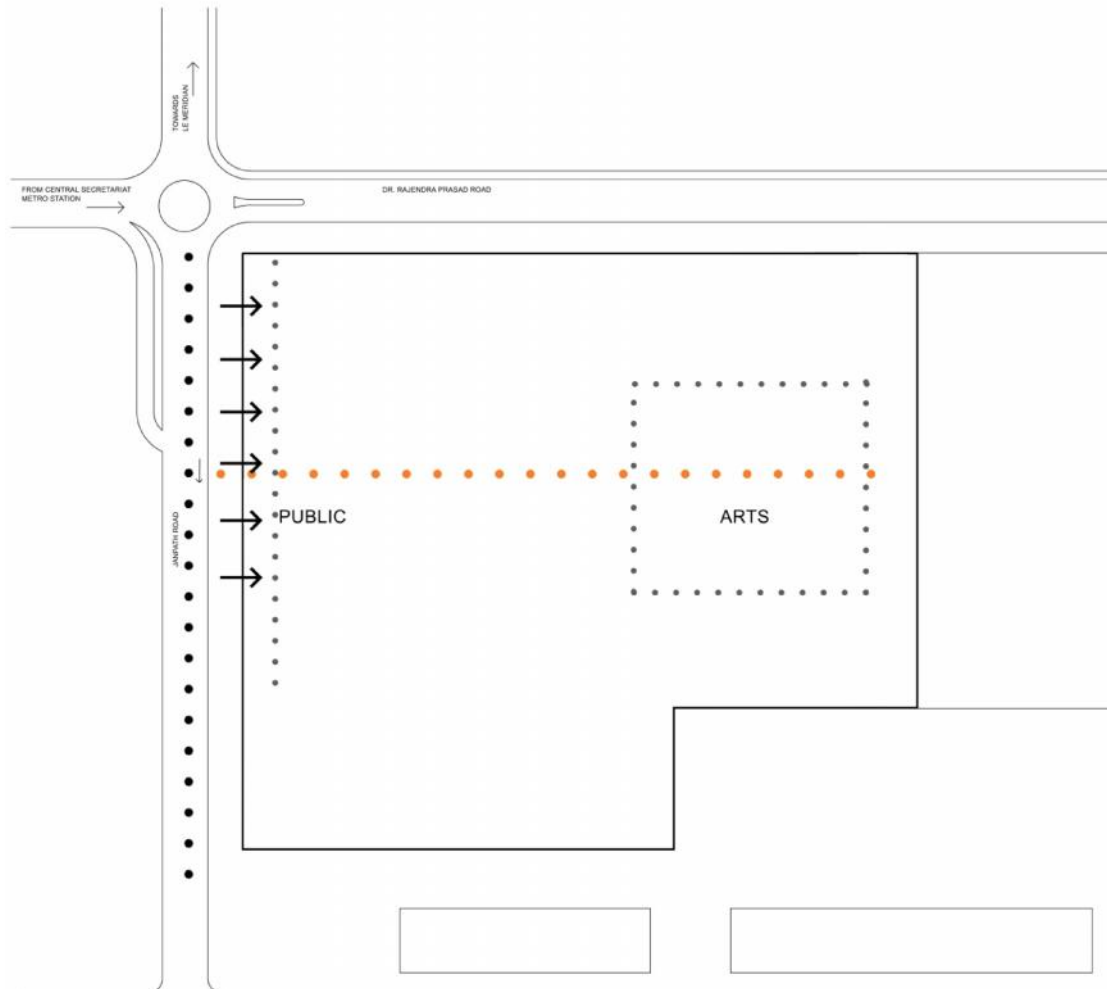 TOWARDS
LE MERIDIAN
FROM CENTRAL SECRETARIAT
METRO STATION
DR. RAJENDRA PRASAD ROAD
PUBLIC
ARTS
JANPATH ROAD